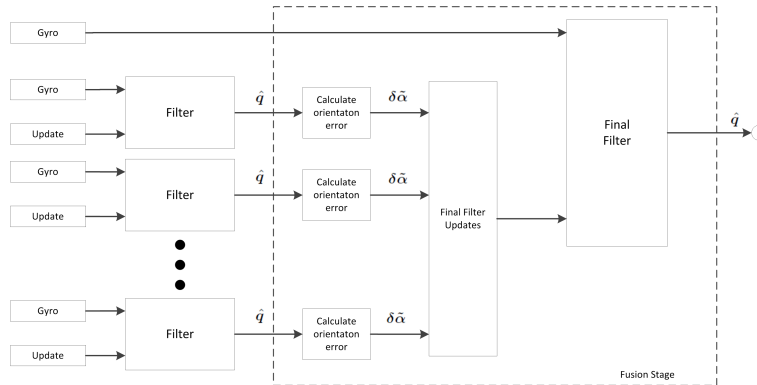 Gyro
Gyro
Update
Filter
q̂
Calculate
orientaton
error
δα̃
Gyro
Update
Filter
q̂
Calculate
orientaton
error
δα̃
Gyro
Update
Filter
q̂
Calculate
orientaton
error
δα̃
Final Filter
Updates
Final
Filter
q̂
Fusion Stage